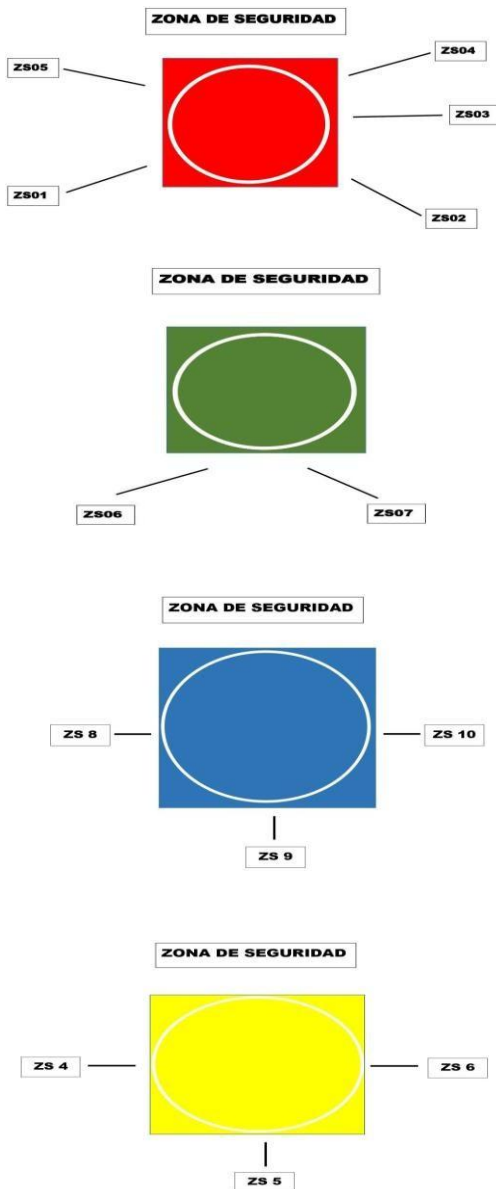 ZONA DE SEGURIDAD
ZS04
ZS05
ZS03
ZS01
ZS02
ZONA DE SEGURIDAD
ZS06
ZS07
ZONA DE SEGURIDAD
ZS 8
ZS 10
ZS 9
ZONA DE SEGURIDAD
ZS 4
ZS 6
ZS 5